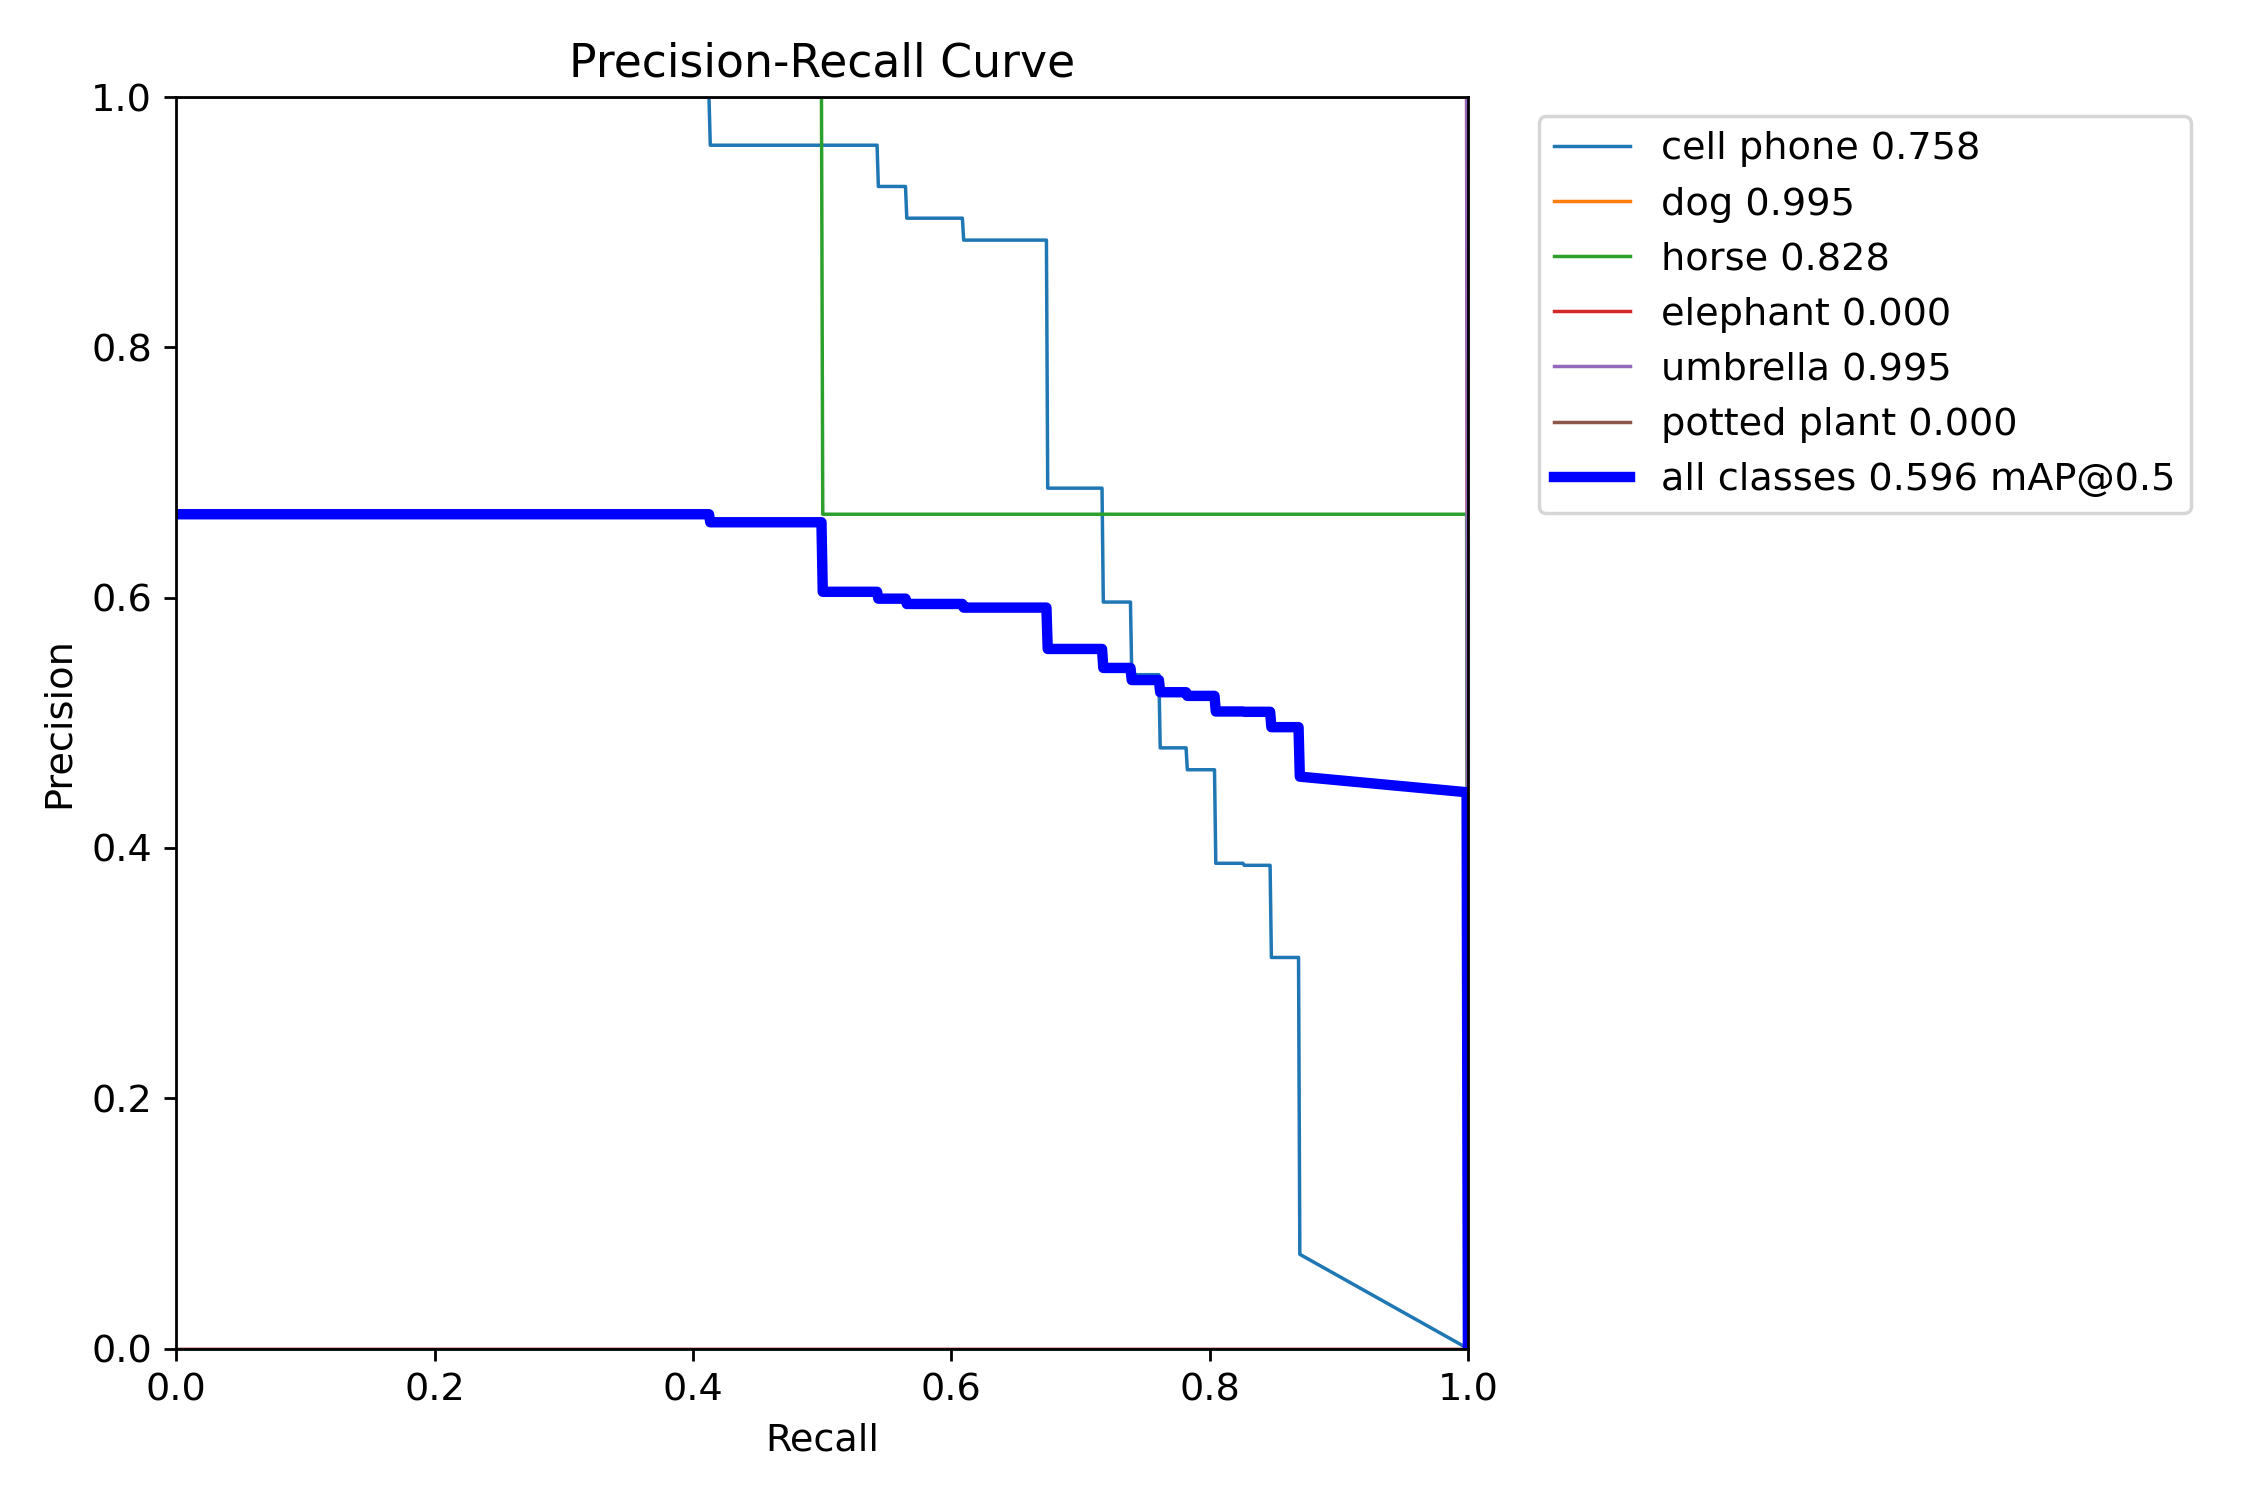 Precision-Recall Curve
1.0
0.8
0.6
0.4
0.2
0.0
Precision
0.0 0.2 0.4 0.6 0.8 1.0
Recall
cell phone 0.758
dog 0.995
horse 0.828
elephant 0.000
umbrella 0.995
potted plant 0.000
all classes 0.596 mAP@0.5